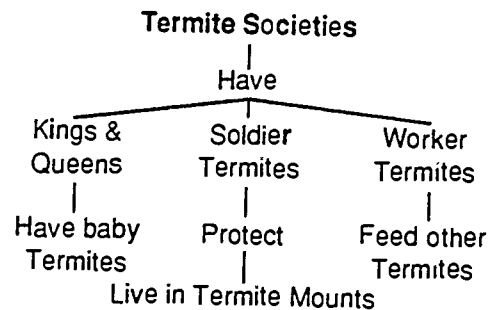 Termite Societies
Have
Kings &
Queens
Soldier
Termites
Worker
Termites
Have baby
Termites
Protect
Feed other
Termites
Live in Termite Mounts